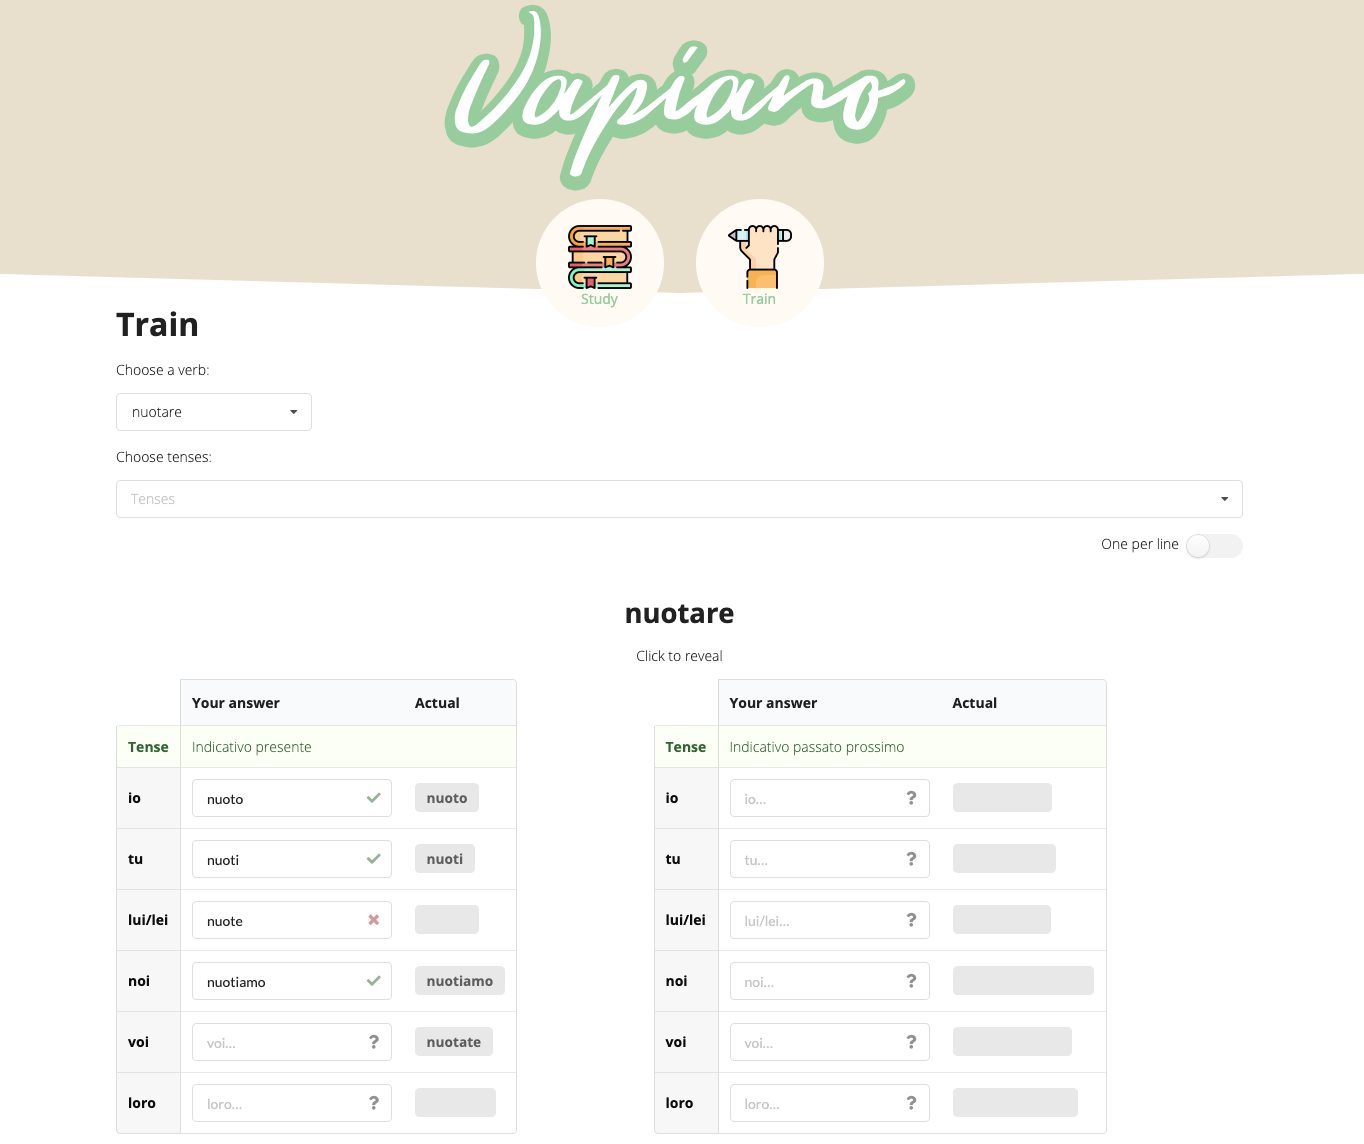 Vapiano
Study
Train
Train
Choose a verb:
nuotare
Choose tenses:
Tenses
One per line
nuotare
Click to reveal
Your answer Actual
Tense Indicativo presente
io nuoto nuoto
tu nuoti nuoti
lui/lei nuote
noi nuotiamo nuotiamo
voi voi... ? nuotate
loro loro... ?
Your answer Actual
Tense Indicativo passato prossimo
io io... ?
tu tu... ?
lui/lei lui/lei... ?
noi noi... ?
voi voi... ?
loro loro... ?